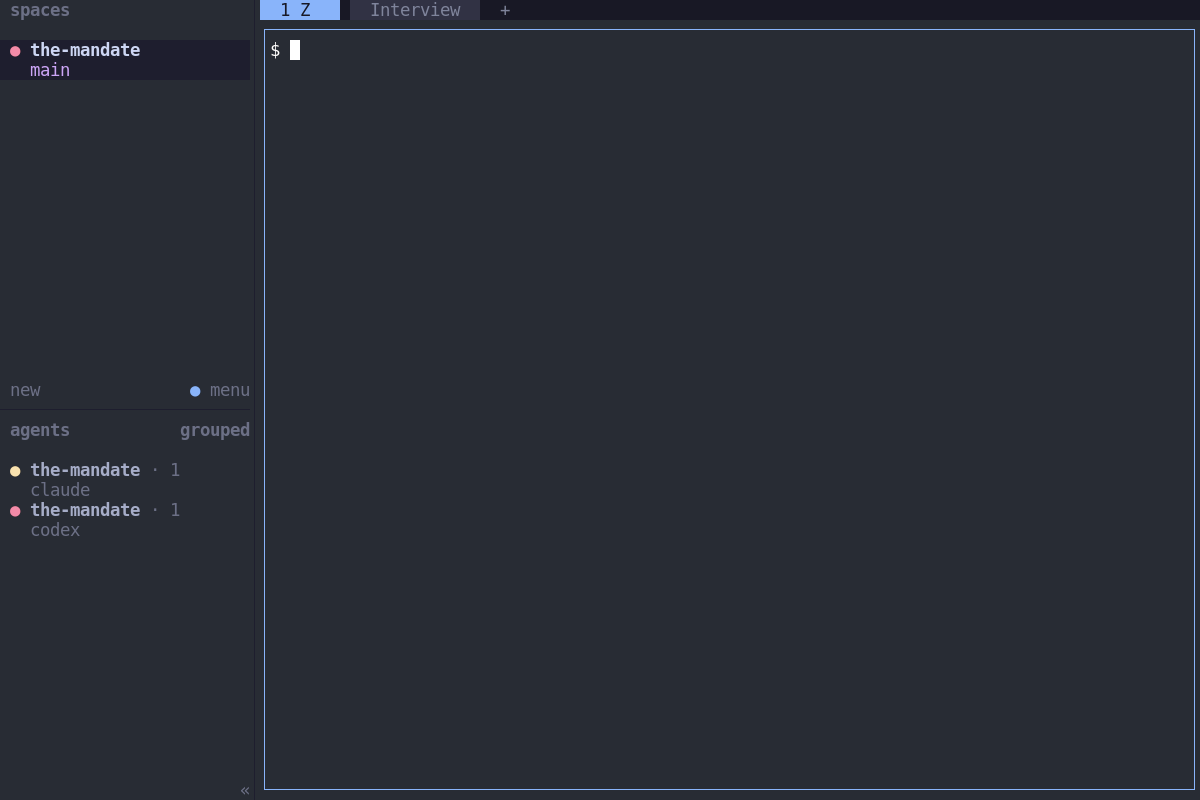 spaces
● the-mandate
main
new ● menu
agents grouped
● the-mandate · 1
claude
● the-mandate · 1
codex
«
1 Z Interview +
$